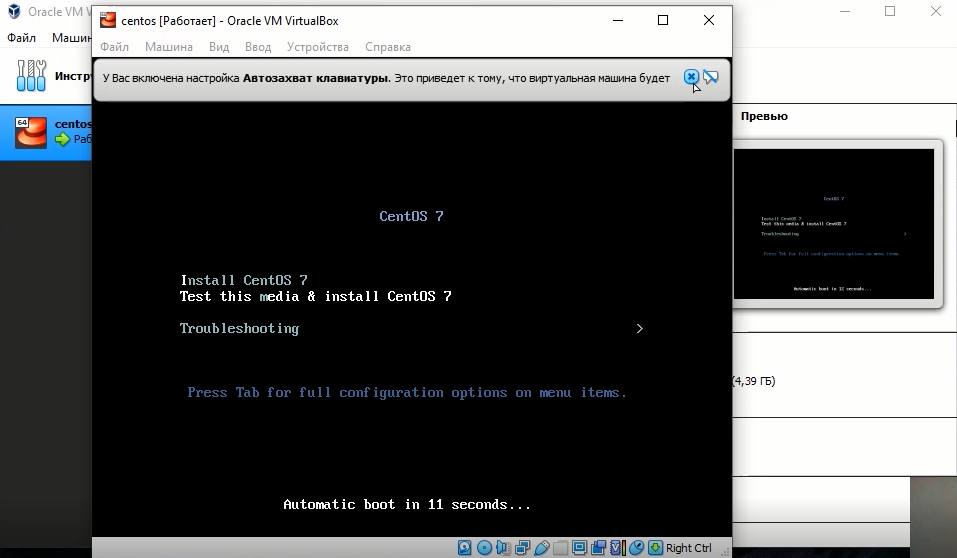 Oracle VM V
Файл Машин
centos [Работает] - Oracle VM VirtualBox
Файл Машина Вид Ввод Устройства Справка
У Вас включена настройка Автозахват клавиатуры. Это приведет к тому, что виртуальная машина будет
Инстру
64
centos
Раб
Превью
CentOS 7
Install CentOS 7
Test this media & install CentOS 7
Troubleshooting >
Press Tab for full configuration options on menu items.
Automatic boot in 11 seconds...
CentOS 7
Install CentOS 7
Test this media & install CentOS 7
Troubleshooting >
Press Tab for full configuration options on menu items.
Automatic boot in 12 seconds...
(4,39 ГБ)
Right Ctrl